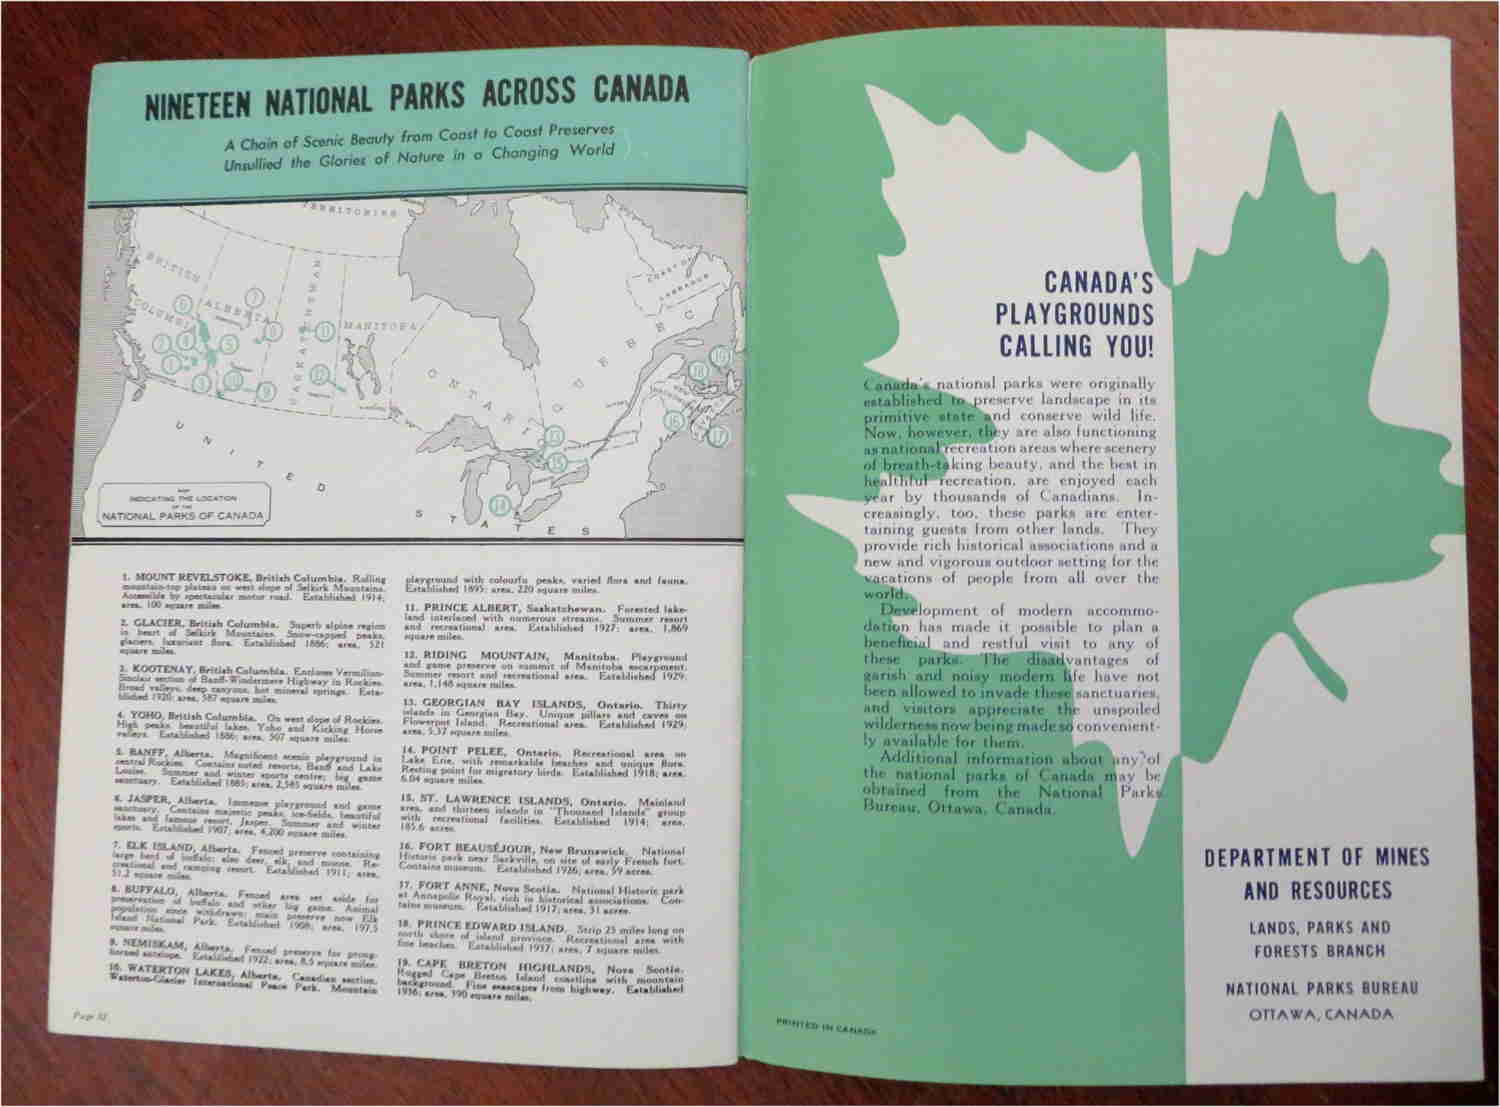 NINETEEN NATIONAL PARKS ACROSS CANADA
A Chain of Scenic Beauty from Coast to Coast Preserves
Unsullied the Glories of Nature in a Changing World
TERRITORIES
BRITISH
COLUMBIA
ALBERTA
SASKATCHEWAN
MANITOBA
ONTARIO
QUEBEC
COAST OF
LABRADOR
UNITED
STATES
MAP
INDICATING THE LOCATION
OF THE
NATIONAL PARKS OF CANADA
1. MOUNT REVELSTOKE, British Columbia. Rolling
mountain-top plateau on west slope of Selkirk Mountains.
Accessible by spectacular motor road. Established 1914;
area, 100 square miles.
2. GLACIER, British Columbia. Superb alpine region
in heart of Selkirk Mountains. Snow-capped peaks,
glaciers, luxuriant flora. Established 1886; area, 521
square miles.
3. KOOTENAY, British Columbia. Encloses Vermilion-
Sinclair section of Banff-Windermere Highway in Rockies.
Broad valleys, deep canyons, hot mineral springs. Esta-
blished 1920; area, 587 square miles.
4. YOHO, British Columbia. On west slope of Rockies.
High peaks, beautiful lakes, Yoho and Kicking Horse
valleys. Established 1886; area, 507 square miles.
5. BANFF, Alberta. Magnificent scenic playground in
central Rockies. Contains noted resorts, Banff and Lake
Louise. Summer and winter sports centre; big game
sanctuary. Established 1885; area, 2,585 square miles.
6. JASPER, Alberta. Immense playground and game
sanctuary. Contains majestic peaks, ice-fields, beautiful
lakes and famous resort, Jasper. Summer and winter
sports. Established 1907; area, 4,200 square miles.
7. ELK ISLAND, Alberta. Fenced preserve containing
large herd of buffalo; also deer, elk, and moose. Re-
creational and camping resort. Established 1911; area,
51.2 square miles.
8. BUFFALO, Alberta. Fenced area set aside for
preservation of buffalo and other big game. Animal
population since withdrawn; main preserve now Elk
Island National Park. Established 1908; area, 197.5
square miles.
9. NEMISKAM, Alberta. Fenced preserve for prong-
horned antelope. Established 1922; area, 8.5 square miles.
10. WATERTON LAKES, Alberta. Canadian section,
Waterton-Glacier International Peace Park. Mountain
Page 32
playground with colourfu peaks, varied flora and fauna.
Established 1895; area, 220 square miles.
11. PRINCE ALBERT, Saskatchewan. Forested lake-
land interlaced with numerous streams. Summer resort
and recreational area. Established 1927; area, 1,869
square miles.
12. RIDING MOUNTAIN, Manitoba. Playground
and game preserve on summit of Manitoba escarpment.
Summer resort and recreational area. Established 1929;
area, 1,148 square miles.
13. GEORGIAN BAY ISLANDS, Ontario. Thirty
islands in Georgian Bay. Unique pillars and caves on
Flowerpot Island. Recreational area. Established 1929;
area, 5.37 square miles.
14. POINT PELEE, Ontario. Recreational area on
Lake Erie, with remarkable beaches and unique flora.
Resting point for migratory birds. Established 1918; area,
6.04 square miles.
15. ST. LAWRENCE ISLANDS, Ontario. Mainland
area, and thirteen islands in "Thousand Islands" group
with recreational facilities. Established 1914; area,
185.6 acres.
16. FORT BEAUSÉJOUR, New Brunswick. National
Historic park near Sackville, on site of early French fort.
Contains museum. Established 1926; area, 59 acres.
17. FORT ANNE, Nova Scotia. National Historic park
at Annapolis Royal, rich in historical associations. Con-
tains museum. Established 1917; area, 31 acres.
18. PRINCE EDWARD ISLAND. Strip 25 miles long on
north shore of island province. Recreational area with
fine beaches. Established 1937; area, 7 square miles.
19. CAPE BRETON HIGHLANDS, Nova Scotia.
Rugged Cape Breton Island coastline with mountain
background. Fine seascapes from highway. Established
1936; area, 390 square miles.
CANADA'S
PLAYGROUNDS
CALLING YOU!
Canada's national parks were originally
established to preserve landscape in its
primitive state and conserve wild life.
Now, however, they are also functioning
as national recreation areas where scenery
of breath-taking beauty, and the best in
healthful recreation, are enjoyed each
year by thousands of Canadians. In-
creasingly, too, these parks are enter-
taining guests from other lands. They
provide rich historical associations and a
new and vigorous outdoor setting for the
vacations of people from all over the
world.
Development of modern accommo-
dation has made it possible to plan a
beneficial and restful visit to any of
these parks. The disadvantages of
garish and noisy modern life have not
been allowed to invade these sanctuaries,
and visitors appreciate the unspoiled
wilderness now being made so convenient-
ly available for them.
Additional information about any of
the national parks of Canada may be
obtained from the National Parks
Bureau, Ottawa, Canada.
PRINTED IN CANADA
DEPARTMENT OF MINES
AND RESOURCES
LANDS, PARKS AND
FORESTS BRANCH
NATIONAL PARKS BUREAU
OTTAWA, CANADA